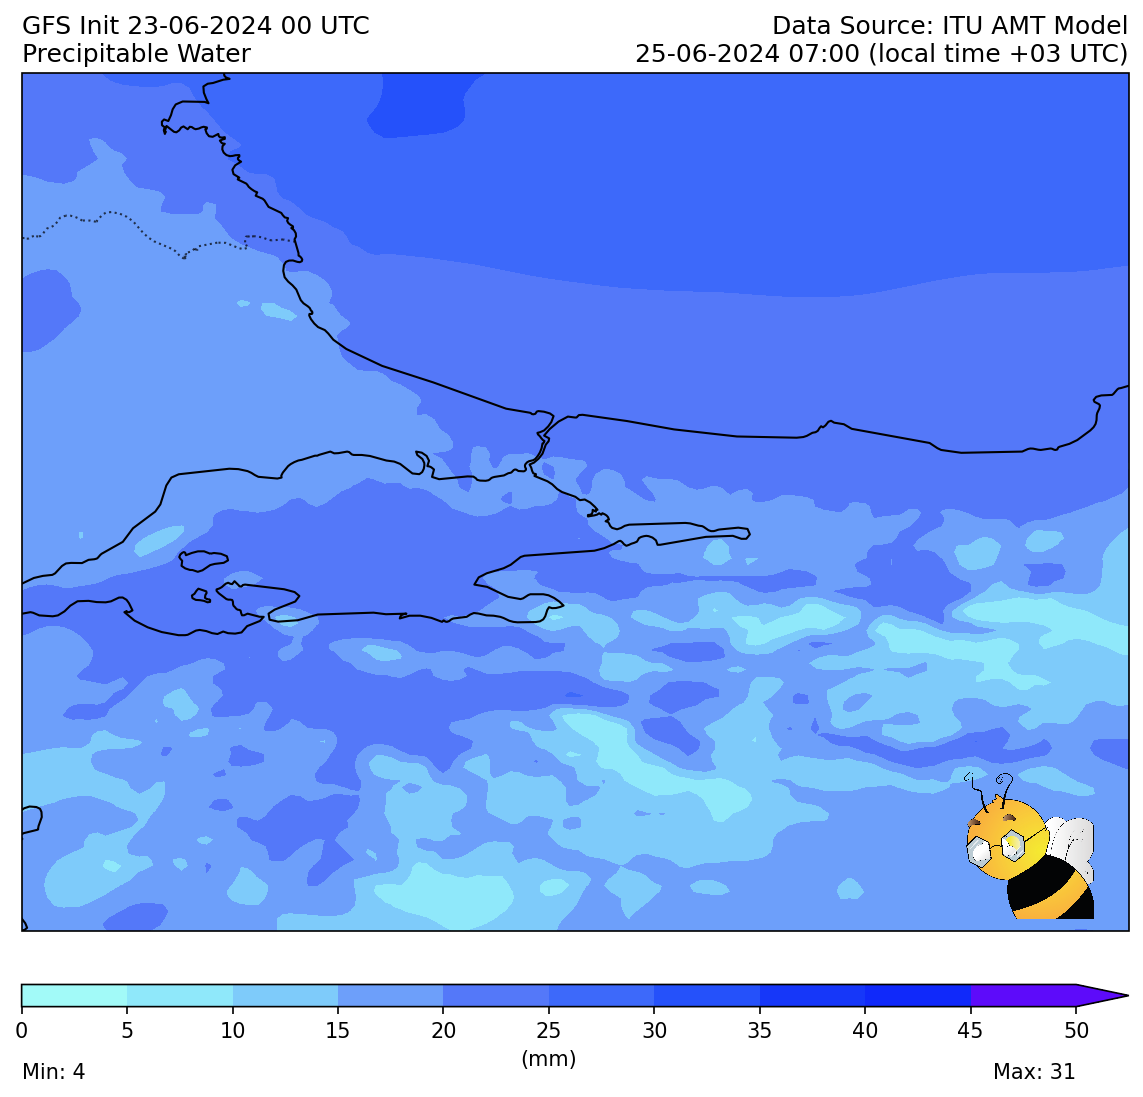 GFS Init 23-06-2024 00 UTC
Data Source: ITU AMT Model
Precipitable Water
25-06-2024 07:00 (local time +03 UTC)
0 5 10 15 20 25 30 35 40 45 50
(mm)
Min: 4
Max: 31